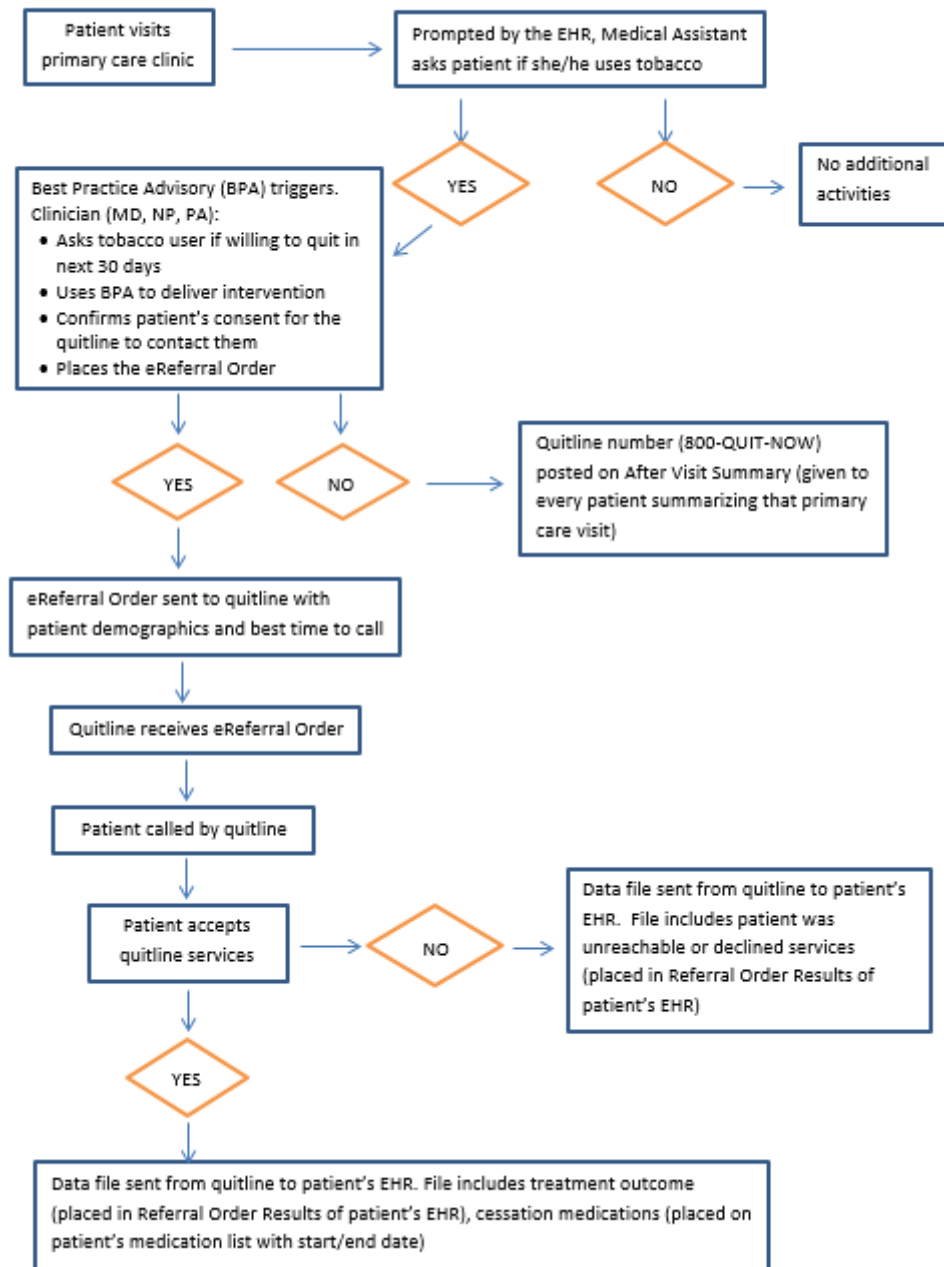 Patient visits
primary care clinic
Prompted by the EHR, Medical Assistant
asks patient if she/he uses tobacco
YES
NO
No additional
activities
Best Practice Advisory (BPA) triggers.
Clinician (MD, NP, PA):
• Asks tobacco user if willing to quit in
next 30 days
• Uses BPA to deliver intervention
• Confirms patient's consent for the
quitline to contact them
• Places the eReferral Order
YES
NO
Quitline number (800-QUIT-NOW)
posted on After Visit Summary (given to
every patient summarizing that primary
care visit)
eReferral Order sent to quitline with
patient demographics and best time to call
Quitline receives eReferral Order
Patient called by quitline
Patient accepts
quitline services
NO
Data file sent from quitline to patient's
EHR.  File includes patient was
unreachable or declined services
(placed in Referral Order Results of
patient's EHR)
YES
Data file sent from quitline to patient's EHR. File includes treatment outcome
(placed in Referral Order Results of patient's EHR), cessation medications (placed on
patient's medication list with start/end date)